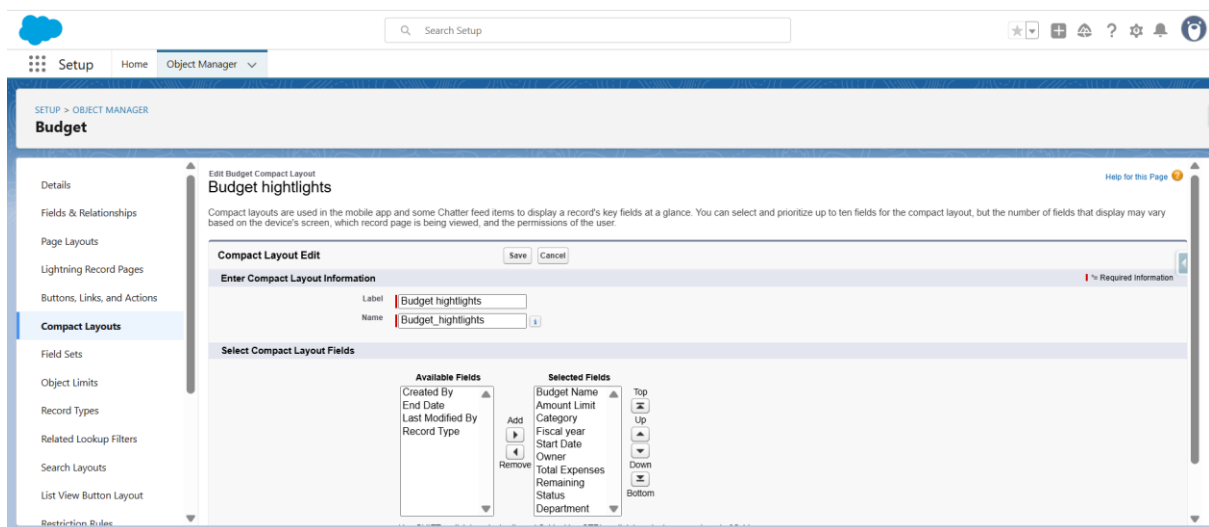 Search Setup
Setup Home Object Manager
SETUP > OBJECT MANAGER
Budget
Details
Fields & Relationships
Page Layouts
Lightning Record Pages
Buttons, Links, and Actions
Compact Layouts
Field Sets
Object Limits
Record Types
Related Lookup Filters
Search Layouts
List View Button Layout
Restriction Rules
Edit Budget Compact Layout
Budget hightlights
Help for this Page
Compact layouts are used in the mobile app and some Chatter feed items to display a record's key fields at a glance. You can select and prioritize up to ten fields for the compact layout, but the number of fields that display may vary
based on the device's screen, which record page is being viewed, and the permissions of the user.
Compact Layout Edit Save Cancel
Enter Compact Layout Information
= Required Information
Label Budget hightlights
Name Budget_hightlights
Select Compact Layout Fields
Available Fields
Created By
End Date
Last Modified By
Record Type
Add
Remove
Selected Fields
Budget Name
Amount Limit
Category
Fiscal year
Start Date
Owner
Total Expenses
Remaining
Status
Department
Top
Up
Down
Bottom